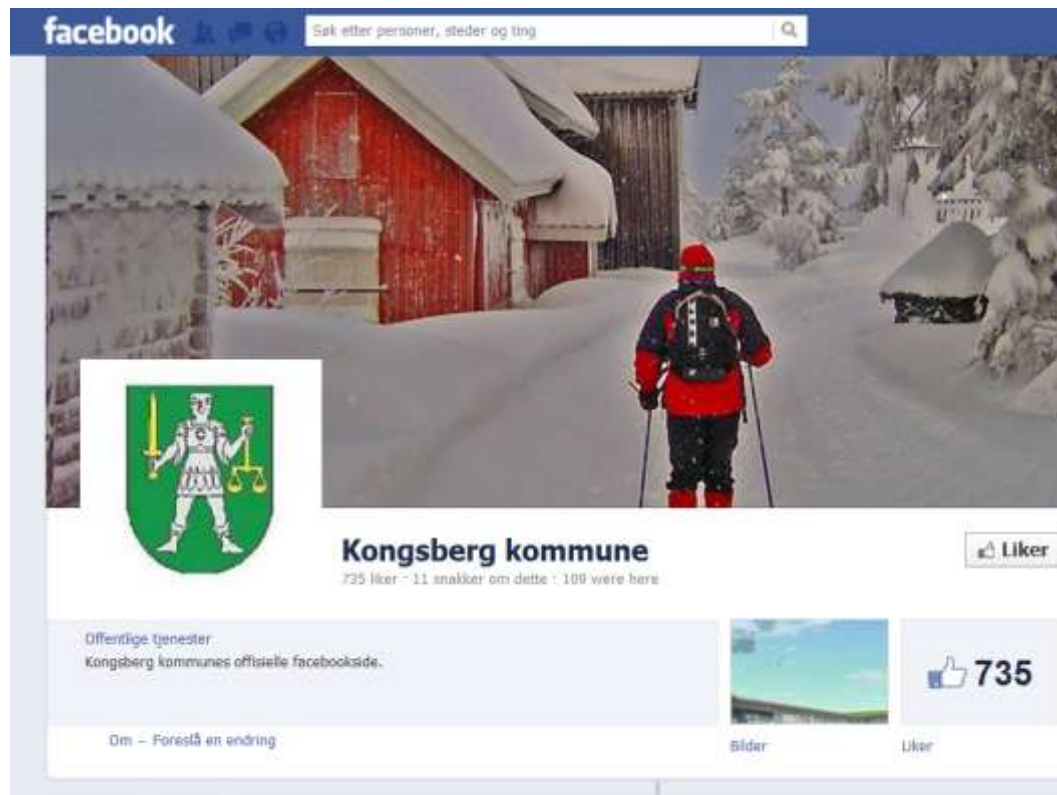 facebook
Søk etter personer, steder og ting
Kongsberg kommune
Liker
735 liker · 11 snakker om dette · 109 were here
Offentlige tjenester
Kongsberg kommunes offisielle facebookside.
735
Om – Foreslå en endring
Bilder
Liker